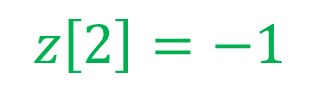 z[2] = −1